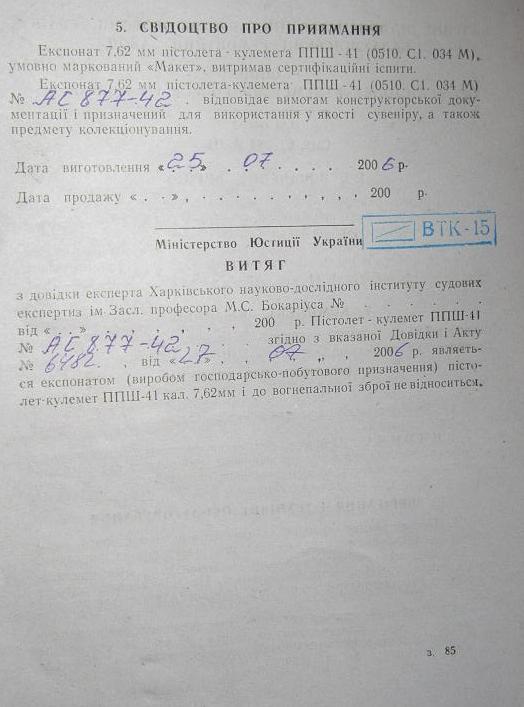 5. СВІДОЦТВО ПРО ПРИЙМАННЯ
Експонат 7,62 мм пістолета - кулемета ППШ - 41 (0510. С1. 034 М),
умовно маркований «Макет», витримав сертифікаційні іспити.
Експонат 7,62 мм пістолета-кулемета ППШ - 41 (0510. С1. 034 М)
№ АС 877-42 . відповідає вимогам конструкторської доку-
ментації і призначений для використання у якості сувеніру, а також
предмету колекціонування.
Дата виготовлення «25» . 07 . . . . 2006 р.
Дата продажу « . . » , . . . . . . , , , . 200 р.
ВТК-15
Міністерство Юстиції України
ВИТЯГ
з довідки експерта Харківського науково-дослідного інституту судових
експертиз ім. Засл. професора М.С. Бокаріуса № . . . . . .
від « . . » . , . , . , 200 р. Пістолет - кулемет ППШ-41
№ АС 877-42 . . згідно з вказаної Довідки і Акту
№ 6482. . від «27 . . 07 „ , 2006 р. являєть-
ся експонатом (виробом господарсько-побутового призначення) písто-
лет-кулемет ППШ-41 кал. 7,62мм і до вогнепальної зброї не відноситься.
з. 85